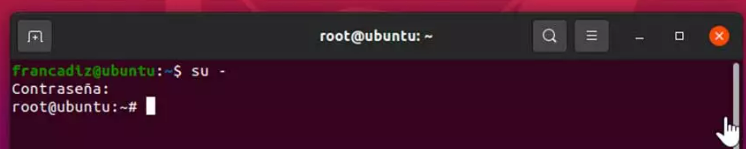 root@ubuntu: ~
francadiz@ubuntu:~$ su -
Contraseña:
root@ubuntu:~#